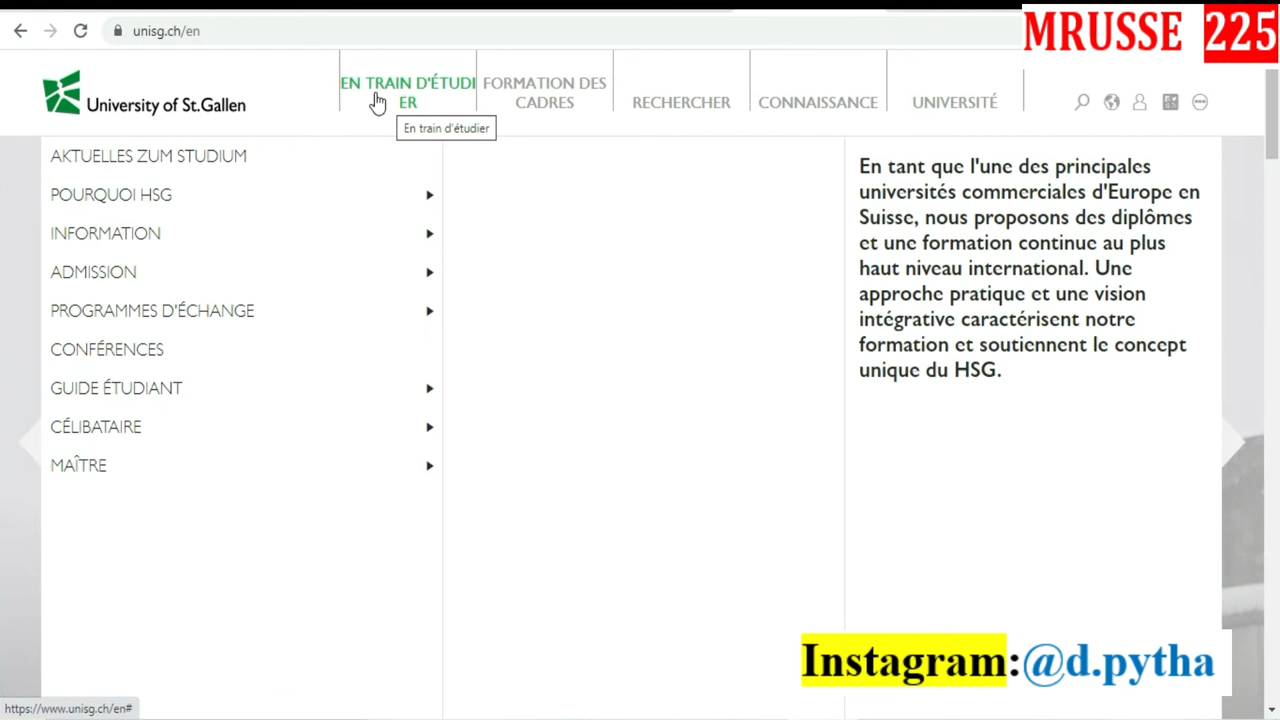 MRUSSE 225
unisg.ch/en
University of St.Gallen
EN TRAIN D'ÉTUDI
ER
FORMATION DES
CADRES
RECHERCHER
CONNAISSANCE
UNIVERSITÉ
En train d'étudier
AKTUELLES ZUM STUDIUM
POURQUOI HSG
INFORMATION
ADMISSION
PROGRAMMES D'ÉCHANGE
CONFÉRENCES
GUIDE ÉTUDIANT
CÉLIBATAIRE
MAÎTRE
En tant que l'une des principales
universités commerciales d'Europe en
Suisse, nous proposons des diplômes
et une formation continue au plus
haut niveau international. Une
approche pratique et une vision
intégrative caractérisent notre
formation et soutiennent le concept
unique du HSG.
Instagram:@d.pytha
https://www.unisg.ch/en#